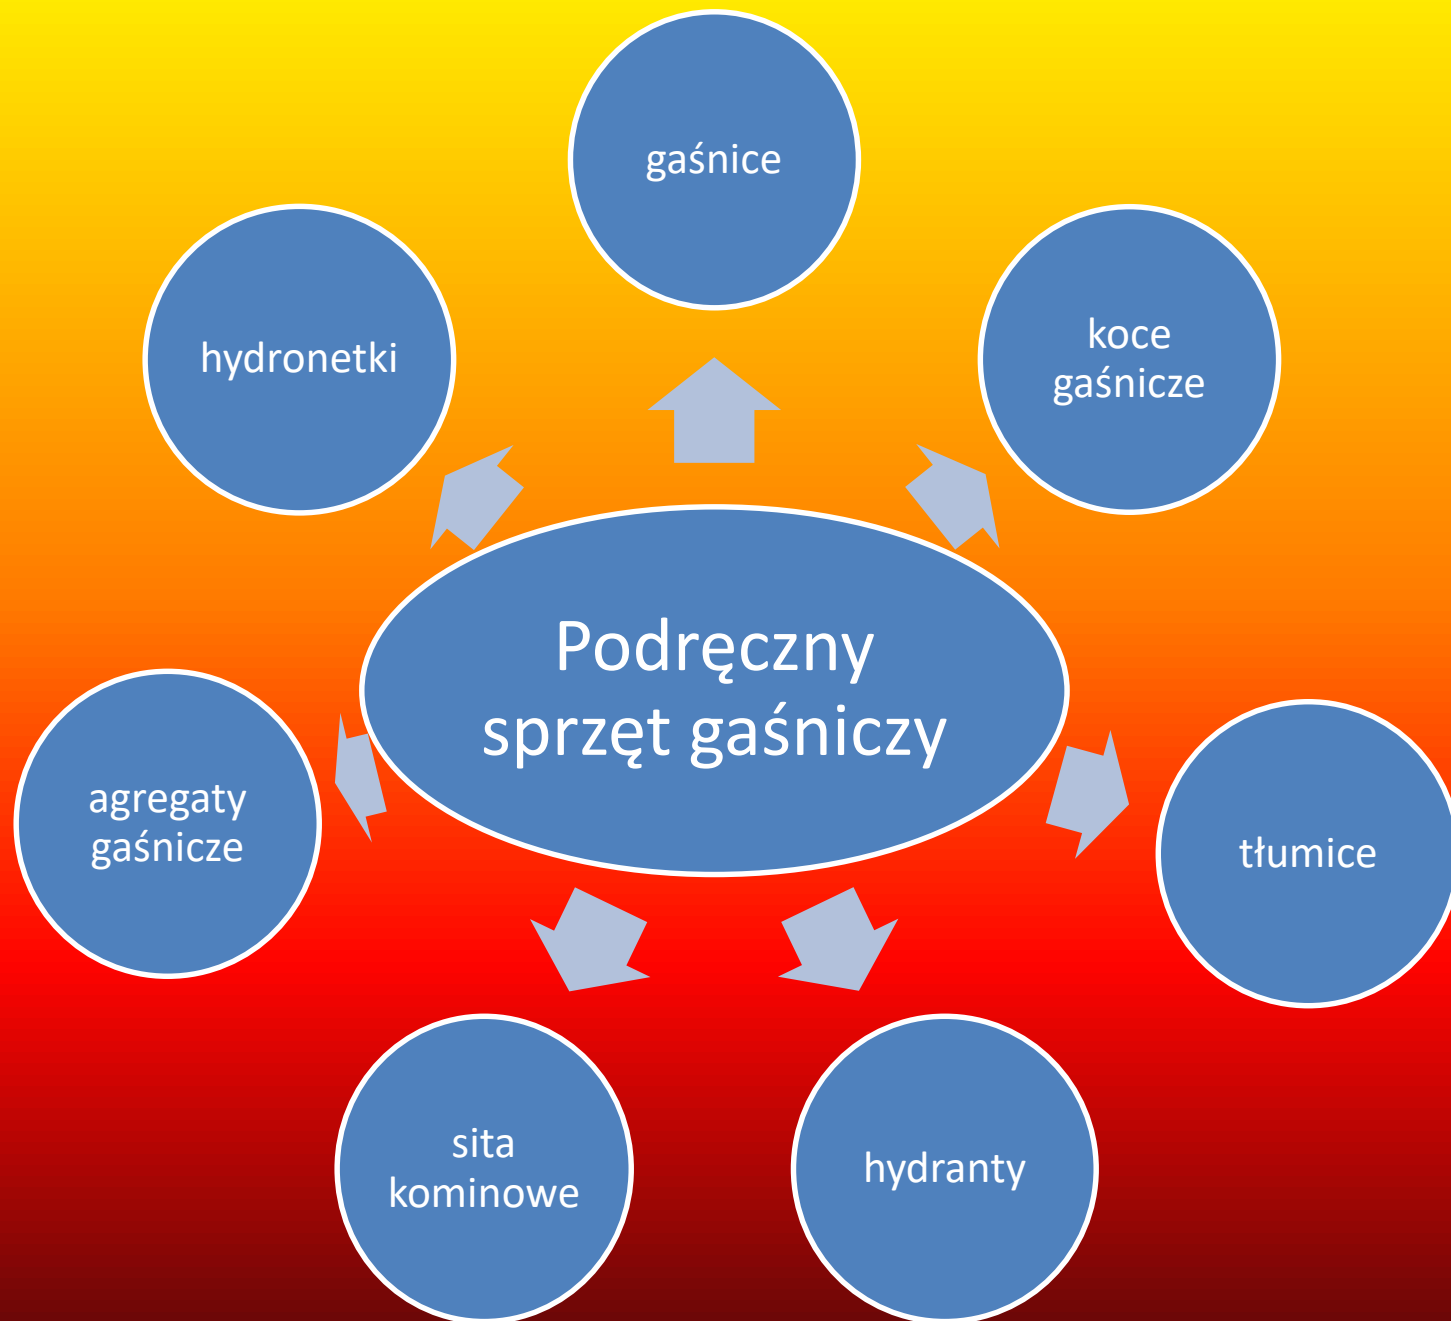 gaśnice
hydronetki
koce
gaśnicze
Podręczny
sprzęt gaśniczy
agregaty
gaśnicze
tłumice
sita
kominowe
hydranty